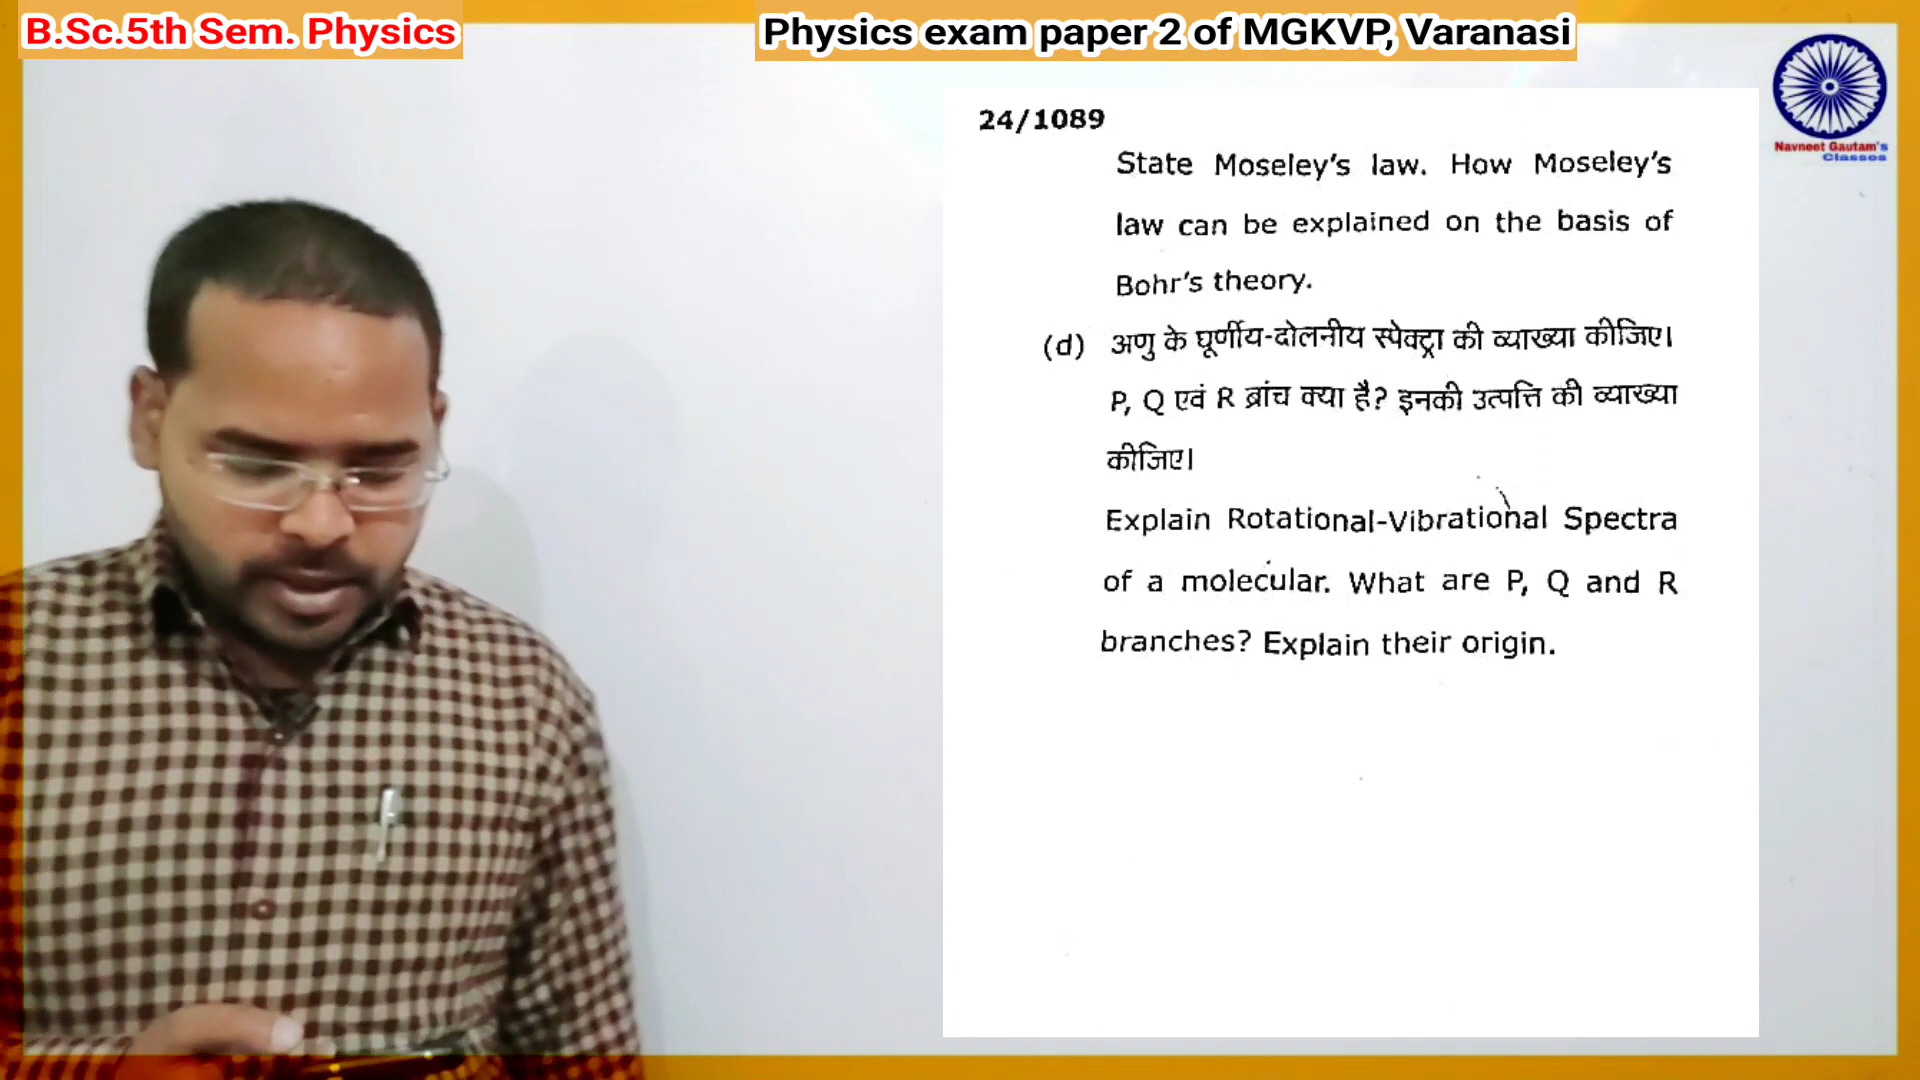 B.Sc.5th Sem. Physics
Physics exam paper 2 of MGKVP, Varanasi
Navneet Gautam's
Classes
24/1089
State Moseley's law. How Moseley's
law can be explained on the basis of
Bohr's theory.
(d) अणु के घूर्णीय-दोलनीय स्पेक्ट्रा की व्याख्या कीजिए।
P, Q एवं R ब्रांच क्या है? इनकी उत्पत्ति की व्याख्या
कीजिए।
Explain Rotational-Vibrational Spectra
of a molecular. What are P, Q and R
branches? Explain their origin.